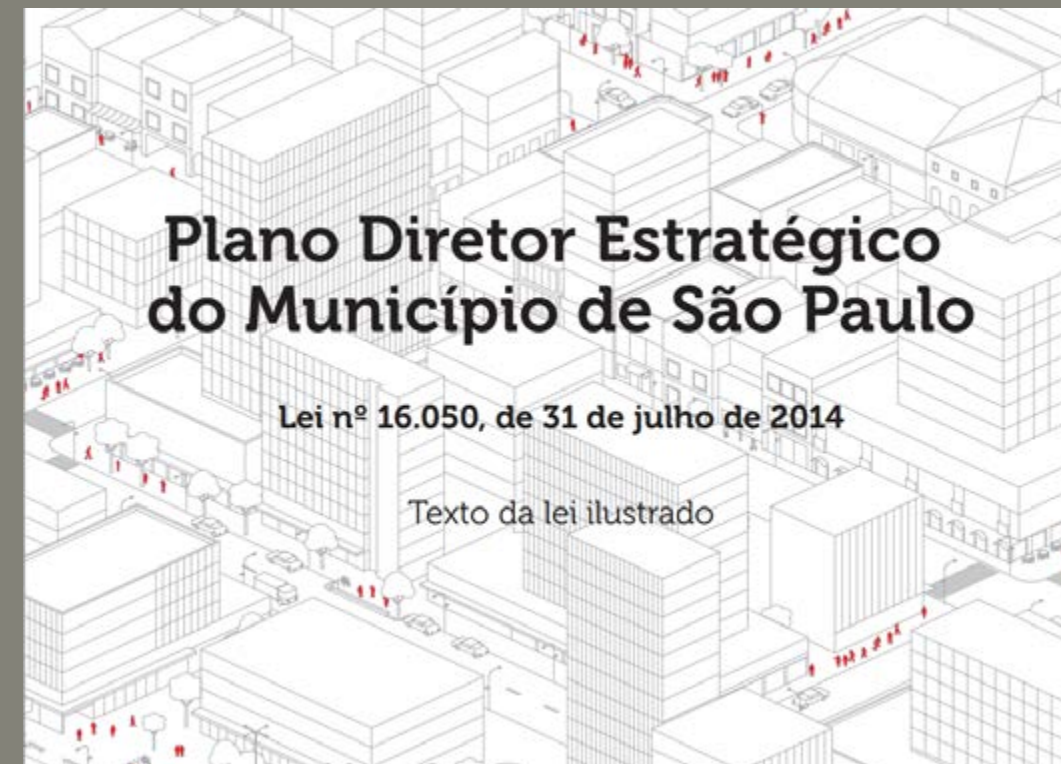 Plano Diretor Estratégico
do Município de São Paulo
Lei nº 16.050, de 31 de julho de 2014
Texto da lei ilustrado